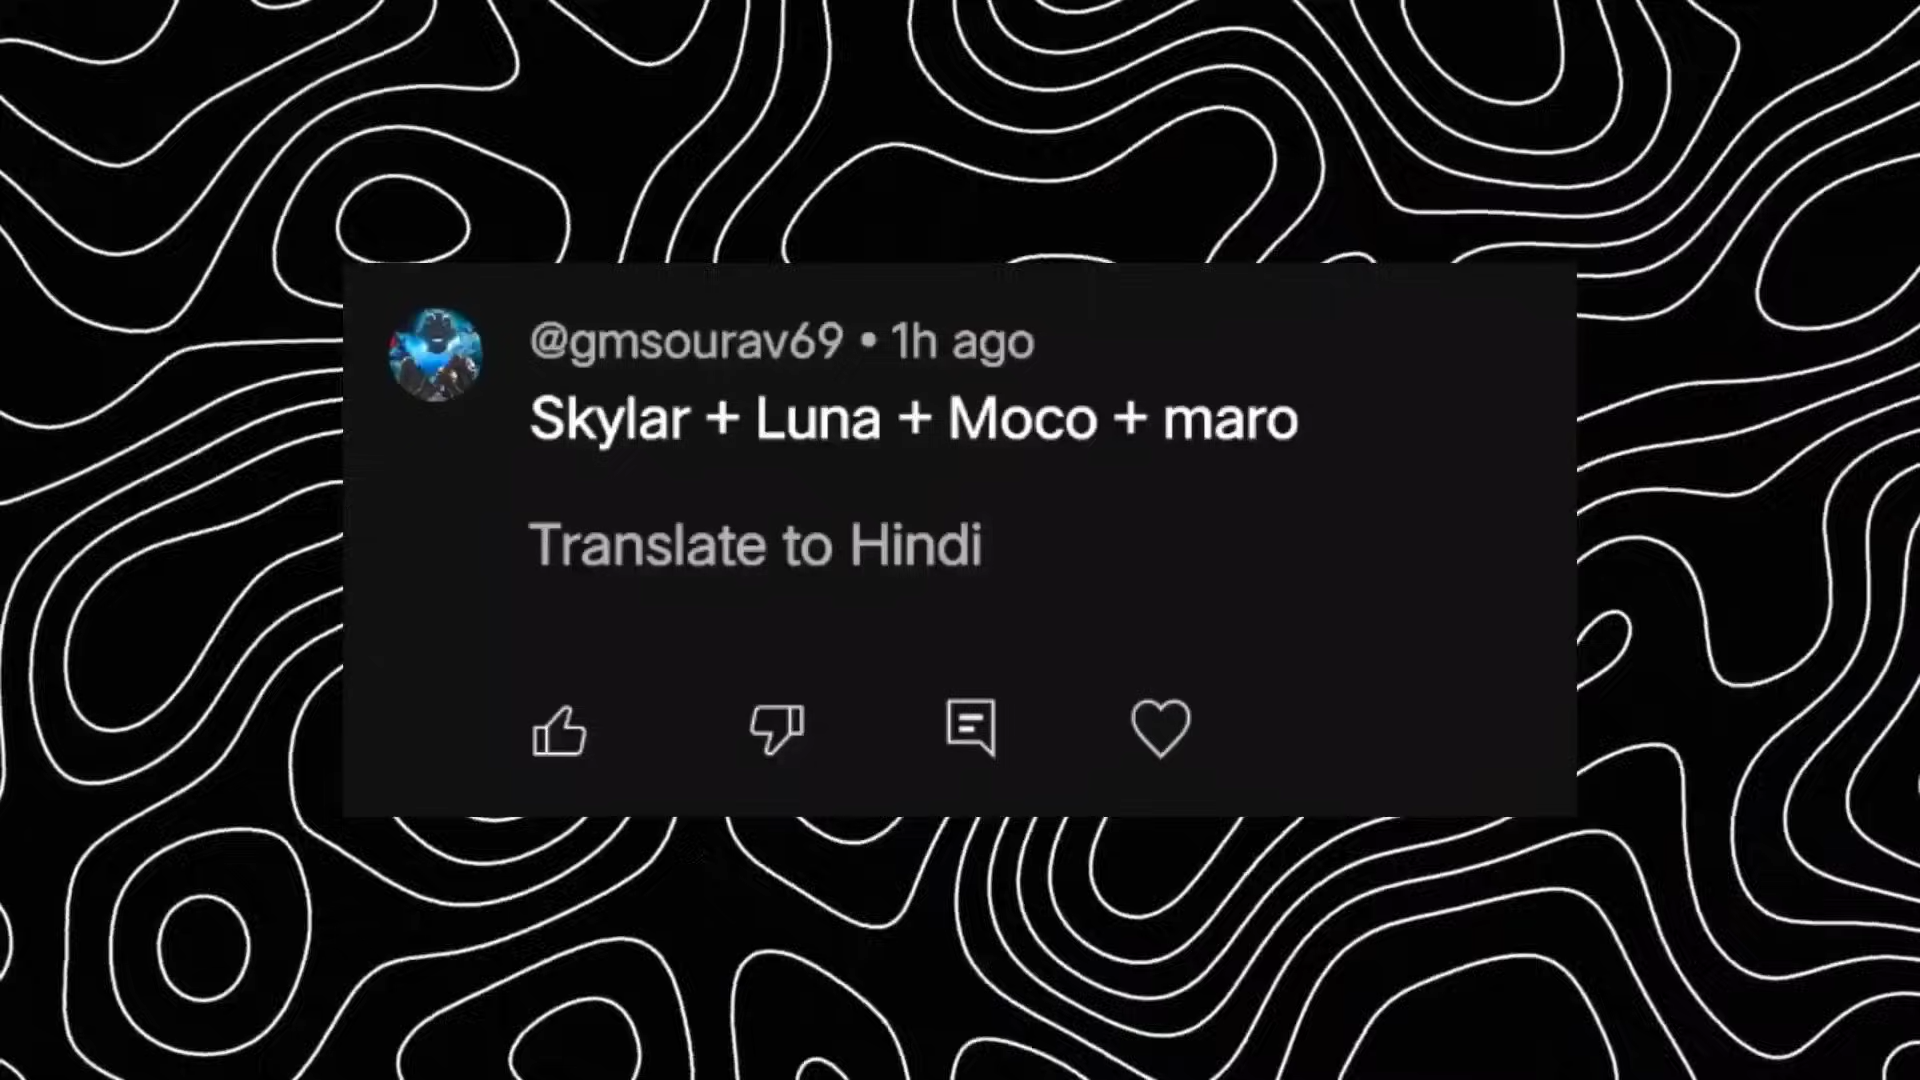 @gmsourav69 • 1h ago
Skylar + Luna + Moco + maro
Translate to Hindi